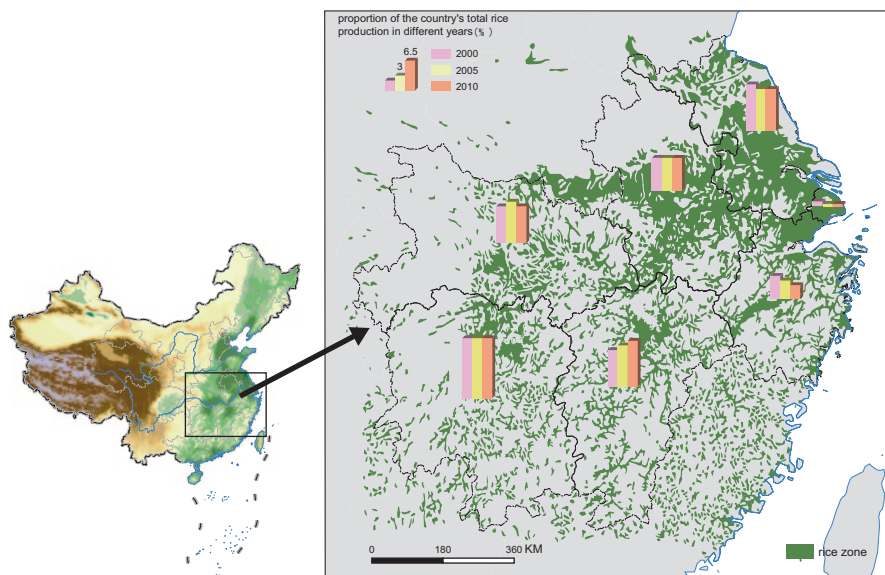 proportion of the country's total rice
production in different years(%)
6.5
3
2000
2005
2010
0 180 360 KM
rice zone